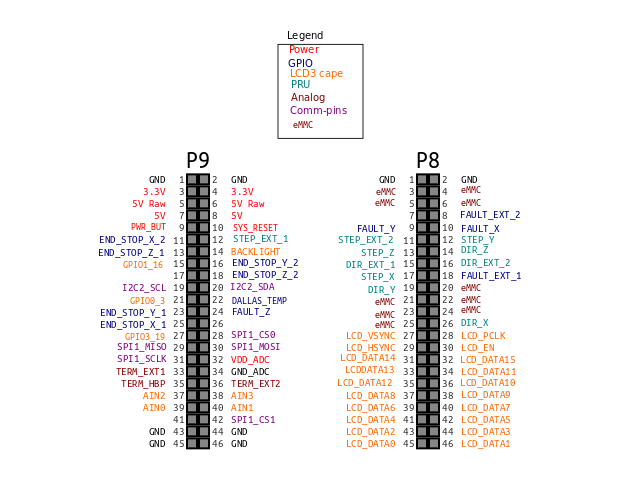 Legend
Power
GPIO
LCD3 cape
PRU
Analog
Comm-pins
eMMC
P9 P8
GND 1 2 GND GND 1 2 GND
3.3V 3 4 3.3V eMMC 3 4 eMMC
5V Raw 5 6 5V Raw eMMC 5 6 eMMC
5V 7 8 5V 7 8 FAULT_EXT_2
PWR_BUT 9 10 SYS_RESET FAULT_Y 9 10 FAULT_X
END_STOP_X_2 11 12 STEP_EXT_1 STEP_EXT_2 11 12 STEP_Y
END_STOP_Z_1 13 14 BACKLIGHT STEP_Z 13 14 DIR_Z
GPIO1_16 15 16 END_STOP_Y_2 DIR_EXT_1 15 16 DIR_EXT_2
17 18 END_STOP_Z_2 STEP_X 17 18 FAULT_EXT_1
I2C2_SCL 19 20 I2C2_SDA DIR_Y 19 20 eMMC
GPIO0_3 21 22 DALLAS_TEMP eMMC 21 22 eMMC
END_STOP_Y_1 23 24 FAULT_Z eMMC 23 24 eMMC
END_STOP_X_1 25 26 eMMC 25 26 DIR_X
GPIO3_19 27 28 SPI1_CS0 LCD_VSYNC 27 28 LCD_PCLK
SPI1_MISO 29 30 SPI1_MOSI LCD_HSYNC 29 30 LCD_EN
SPI1_SCLK 31 32 VDD_ADC LCD_DATA14 31 32 LCD_DATA15
TERM_EXT1 33 34 GND_ADC LCDDATA13 33 34 LCD_DATA11
TERM_HBP 35 36 TERM_EXT2 LCD_DATA12 35 36 LCD_DATA10
AIN2 37 38 AIN3 LCD_DATA8 37 38 LCD_DATA9
AIN0 39 40 AIN1 LCD_DATA6 39 40 LCD_DATA7
41 42 SPI1_CS1 LCD_DATA4 41 42 LCD_DATA5
GND 43 44 GND LCD_DATA2 43 44 LCD_DATA3
GND 45 46 GND LCD_DATA0 45 46 LCD_DATA1